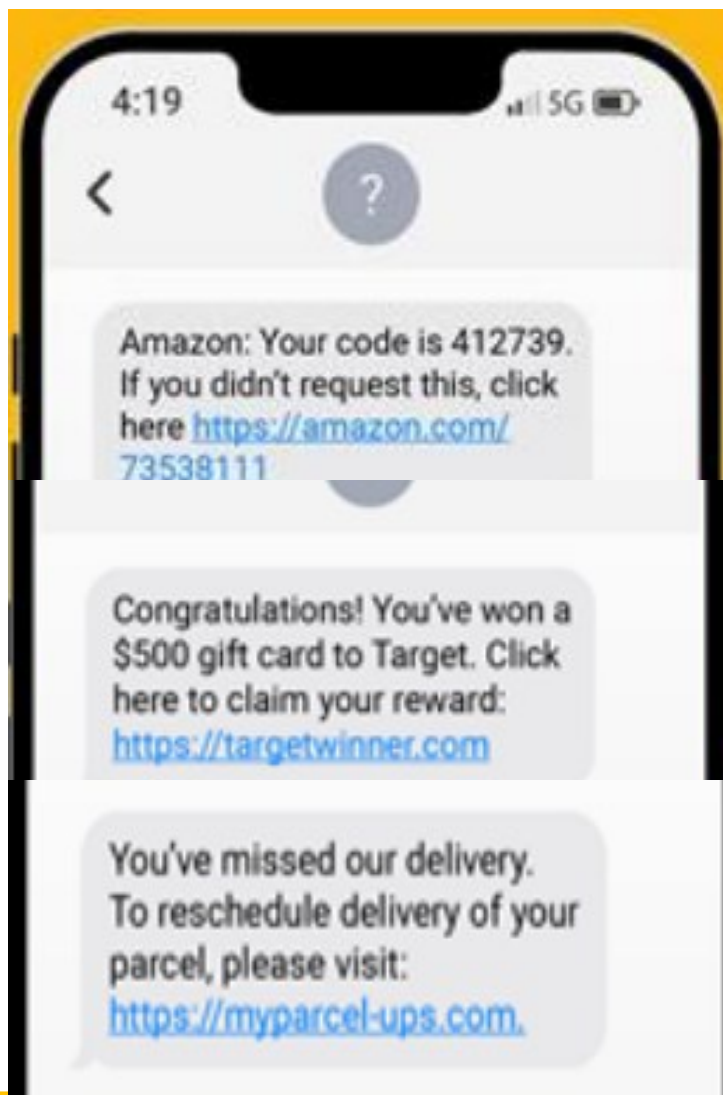 4:19
5G
?
Amazon: Your code is 412739.
If you didn't request this, click
here https://amazon.com/
73538111
Congratulations! You've won a
$500 gift card to Target. Click
here to claim your reward:
https://targetwinner.com
You've missed our delivery.
To reschedule delivery of your
parcel, please visit:
https://myparcel-ups.com.